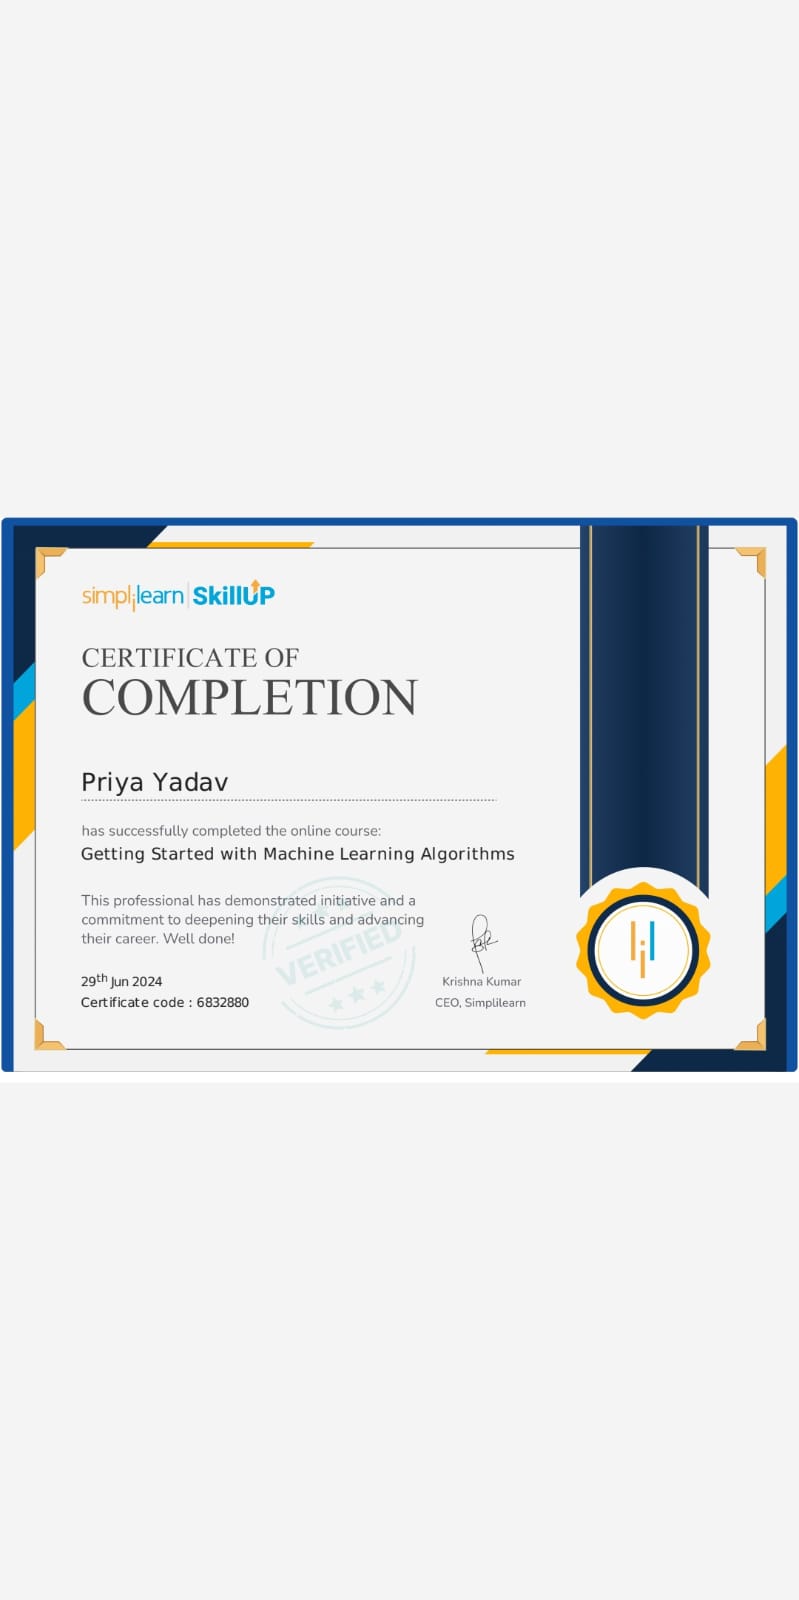 simplilearn | SkillUP
CERTIFICATE OF
COMPLETION
Priya Yadav
has successfully completed the online course:
Getting Started with Machine Learning Algorithms
This professional has demonstrated initiative and a
commitment to deepening their skills and advancing
their career. Well done!
VERIFIED
29th Jun 2024
Certificate code : 6832880
Krishna Kumar
CEO, Simplilearn